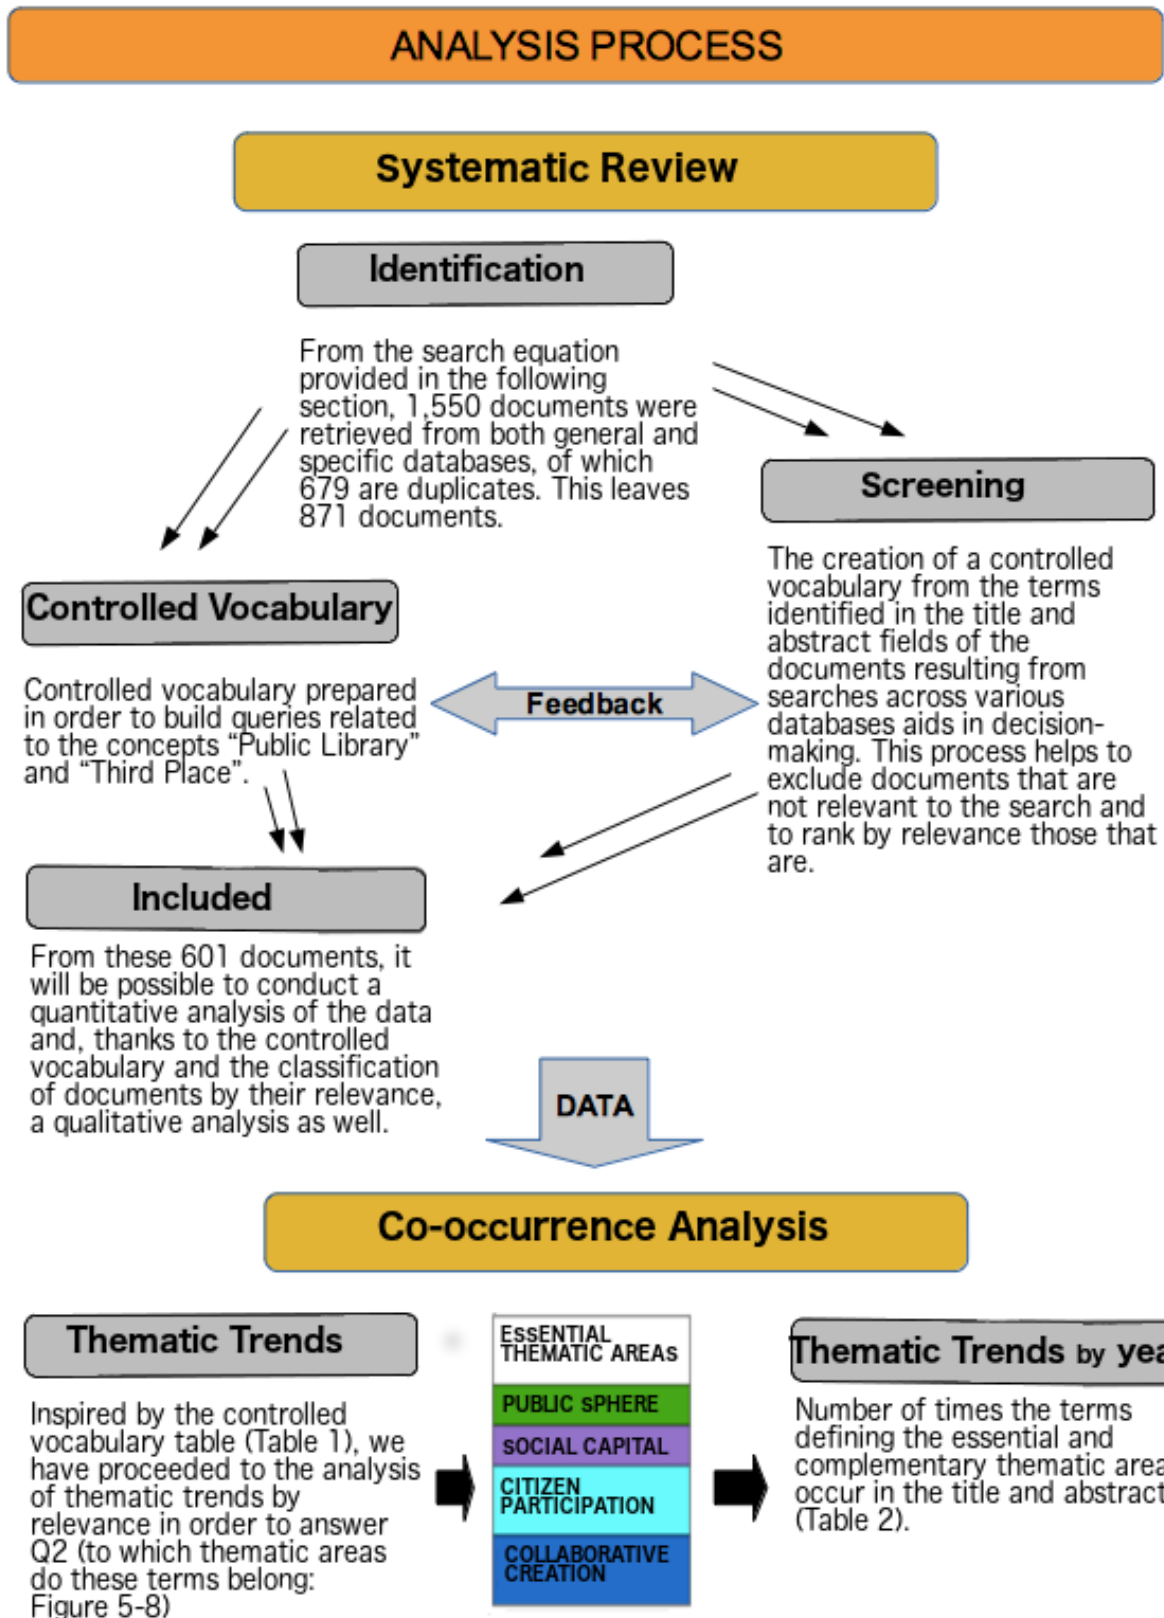 ANALYSIS PROCESS
Systematic Review
Identification
From the search equation
provided in the following
section, 1,550 documents were
retrieved from both general and
specific databases, of which
679 are duplicates. This leaves
871 documents.
Screening
The creation of a controlled
vocabulary from the terms
identified in the title and
abstract fields of the
documents resulting from
searches across various
databases aids in decision-
making. This process helps to
exclude documents that are
not relevant to the search and
to rank by relevance those that
are.
Controlled Vocabulary
Controlled vocabulary prepared
in order to build queries related
to the concepts “Public Library”
and “Third Place”.
Feedback
Included
From these 601 documents, it
will be possible to conduct a
quantitative analysis of the data
and, thanks to the controlled
vocabulary and the classification
of documents by their relevance,
a qualitative analysis as well.
DATA
Co-occurrence Analysis
Thematic Trends
Inspired by the controlled
vocabulary table (Table 1), we
have proceeded to the analysis
of thematic trends by
relevance in order to answer
Q2 (to which thematic areas
do these terms belong:
Figure 5-8)
ESSENTIAL
THEMATIC AREAs
PUBLIC sPHERE
sOCIAL CAPITAL
CITIZEN
PARTICIPATION
COLLABORATIVE
CREATION
Thematic Trends by yea
Number of times the terms
defining the essential and
complementary thematic area
occur in the title and abstract
(Table 2).